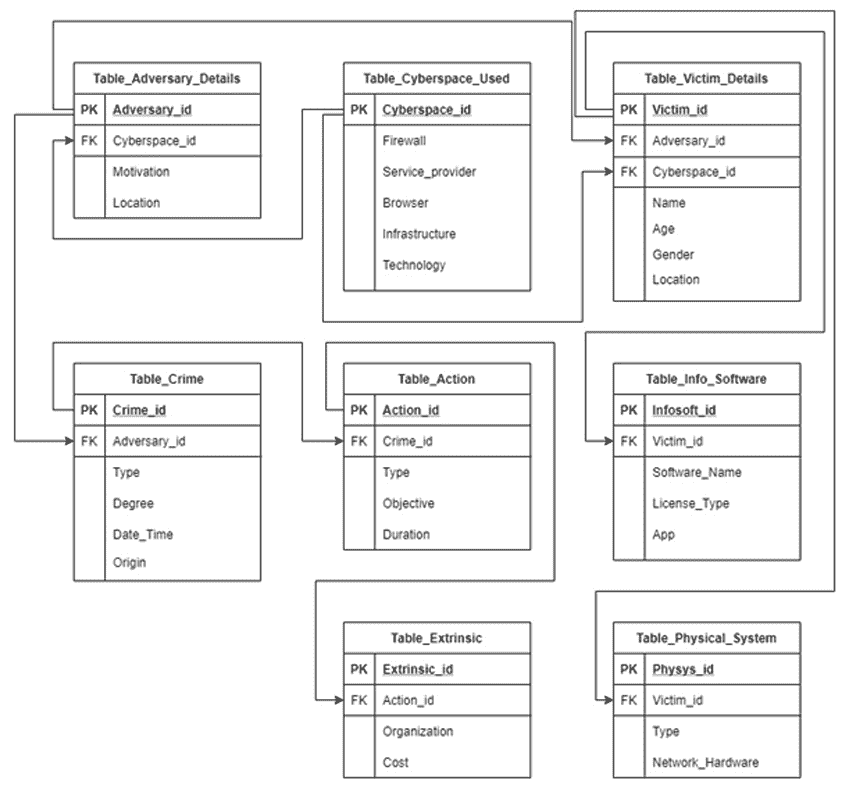 Table_Adversary_Details
PK Adversary_id
FK Cyberspace_id
Motivation
Location
Table_Cyberspace_Used
PK Cyberspace_id
Firewall
Service_provider
Browser
Infrastructure
Technology
Table_Victim_Details
PK Victim_id
FK Adversary_id
FK Cyberspace_id
Name
Age
Gender
Location
Table_Crime
PK Crime_id
FK Adversary_id
Type
Degree
Date_Time
Origin
Table_Action
PK Action_id
FK Crime_id
Type
Objective
Duration
Table_Info_Software
PK Infosoft_id
FK Victim_id
Software_Name
License_Type
App
Table_Extrinsic
PK Extrinsic_id
FK Action_id
Organization
Cost
Table_Physical_System
PK Physys_id
FK Victim_id
Type
Network_Hardware